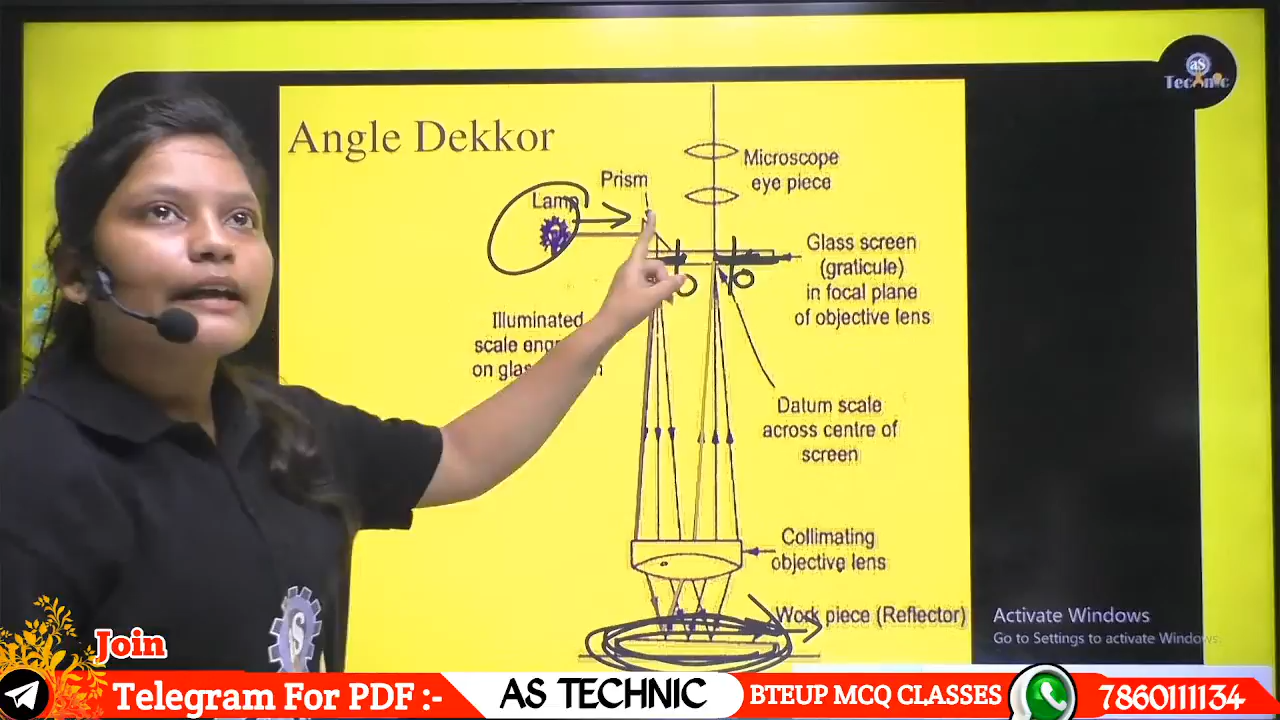 aS
Technic
Angle Dekkor
Prism
Lamp
Microscope
eye piece
Glass screen
(graticule)
in focal plane
of objective lens
Illuminated
scale
on
Datum scale
across centre of
screen
Collimating
objective lens
Work piece (Reflector)
Activate Windows
Go to Settings to activate Windows.
Join
Telegram For PDF :-
AS TECHNIC
BTEUP MCQ CLASSES
7860111134